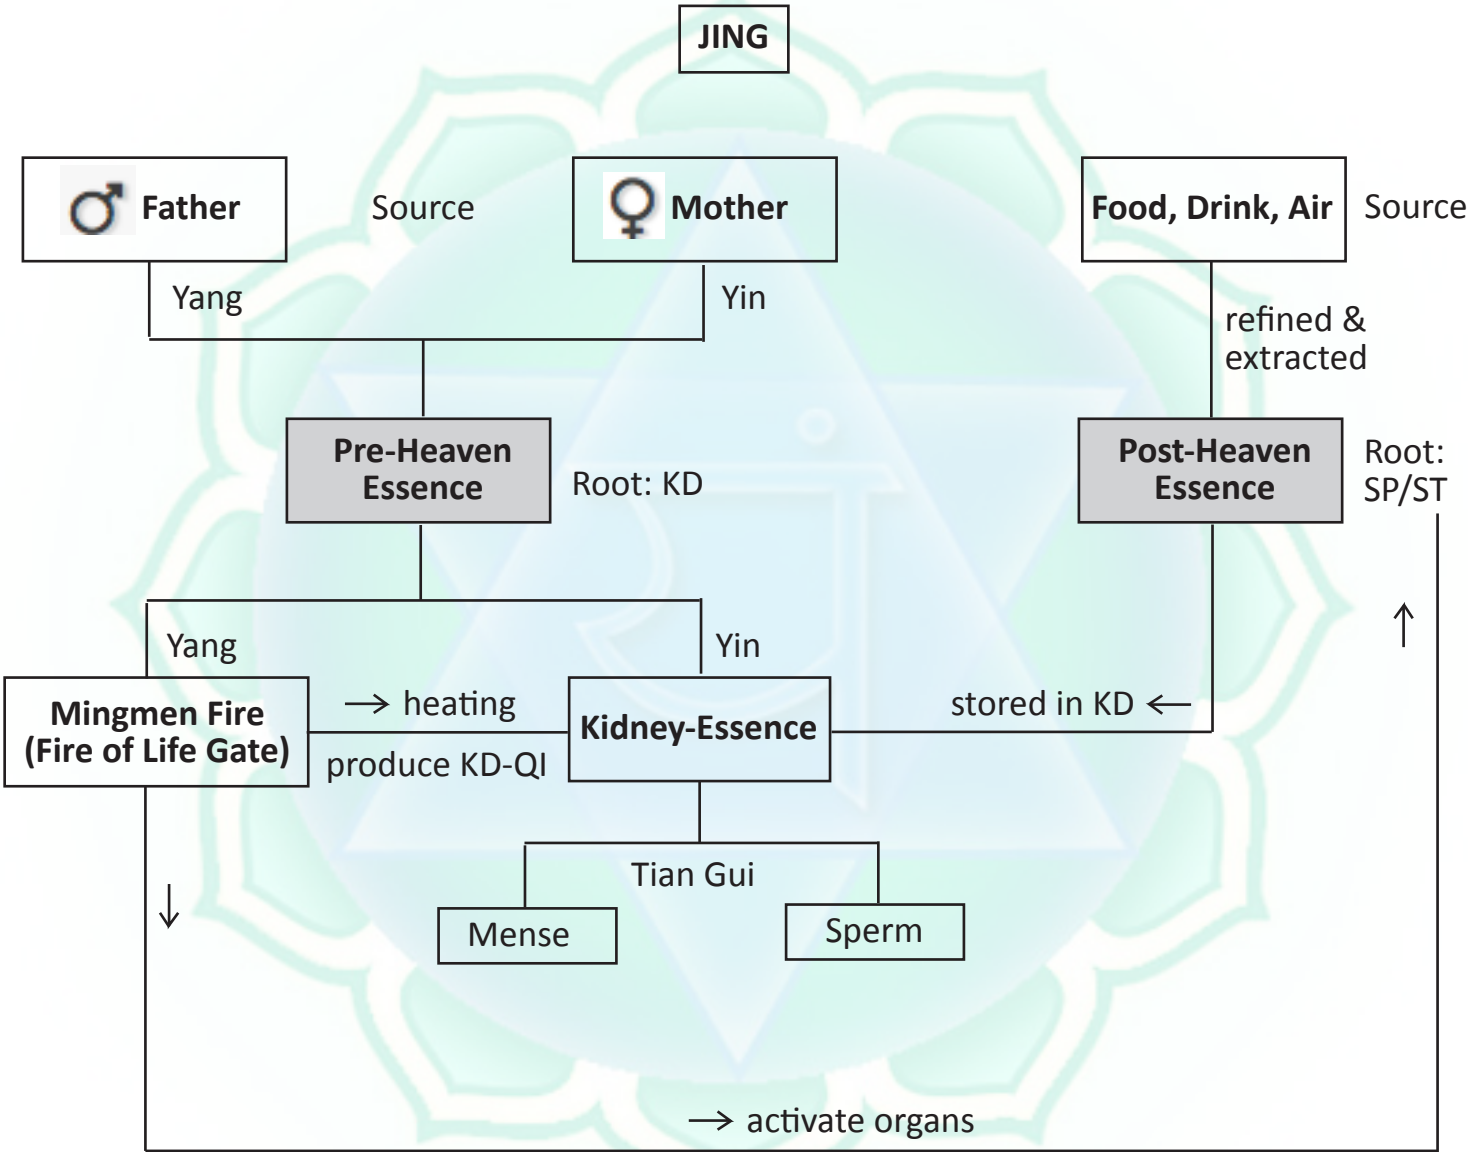 JING
Father
Source
Mother
Food, Drink, Air
Source
Yang
Yin
refined &
extracted
Pre-Heaven
Essence
Root: KD
Post-Heaven
Essence
Root:
SP/ST
Yang
Yin
Mingmen Fire
(Fire of Life Gate)
→ heating
produce KD-QI
Kidney-Essence
stored in KD ←
Tian Gui
Mense
Sperm
→ activate organs